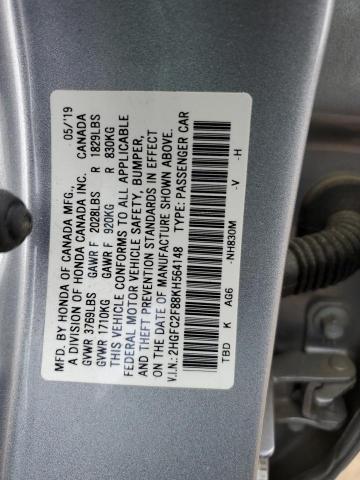 MFD. BY HONDA OF CANADA MFG., 05/'19
A DIVISION OF HONDA CANADA INC. CANADA
GVWR 3769LBS GAWR F 2028LBS R 1829LBS
GVWR 1710KG GAWR F 920KG R 830KG
THIS VEHICLE CONFORMS TO ALL APPLICABLE
FEDERAL MOTOR VEHICLE SAFETY, BUMPER,
AND THEFT PREVENTION STANDARDS IN EFFECT
ON THE DATE OF MANUFACTURE SHOWN ABOVE.
V.I.N.: 2HGFC2F88KH564148 TYPE: PASSENGER CAR
TBD K AG6 -NH830M -V -H